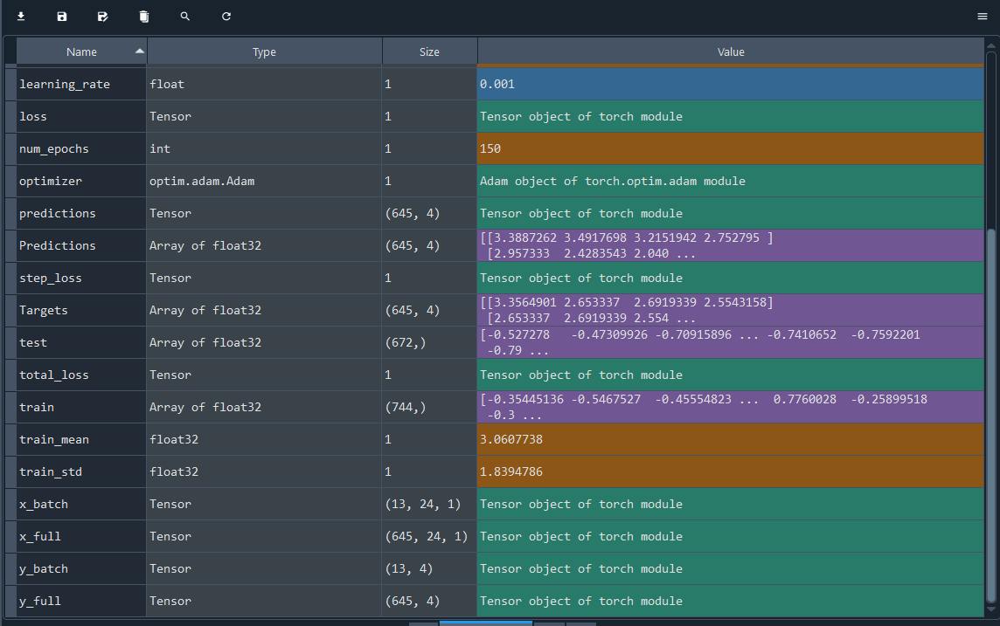 Name Type Size Value
learning_rate float 1 0.001
loss Tensor 1 Tensor object of torch module
num_epochs int 1 150
optimizer optim.adam.Adam 1 Adam object of torch.optim.adam module
predictions Tensor (645, 4) Tensor object of torch module
Predictions Array of float32 (645, 4) [[3.3887262 3.4917698 3.2151942 2.752795 ]
[2.957333 2.4283543 2.040 ...
step_loss Tensor 1 Tensor object of torch module
Targets Array of float32 (645, 4) [[3.3564901 2.653337 2.6919339 2.5543158]
[2.653337 2.6919339 2.554 ...
test Array of float32 (672,) [-0.527278 -0.47309926 -0.70915896 ... -0.7410652 -0.7592201
-0.79 ...
total_loss Tensor 1 Tensor object of torch module
train Array of float32 (744,) [-0.35445136 -0.5467527 -0.45554823 ... 0.7760028 -0.25899518
-0.3 ...
train_mean float32 1 3.0607738
train_std float32 1 1.8394786
x_batch Tensor (13, 24, 1) Tensor object of torch module
x_full Tensor (645, 24, 1) Tensor object of torch module
y_batch Tensor (13, 4) Tensor object of torch module
y_full Tensor (645, 4) Tensor object of torch module